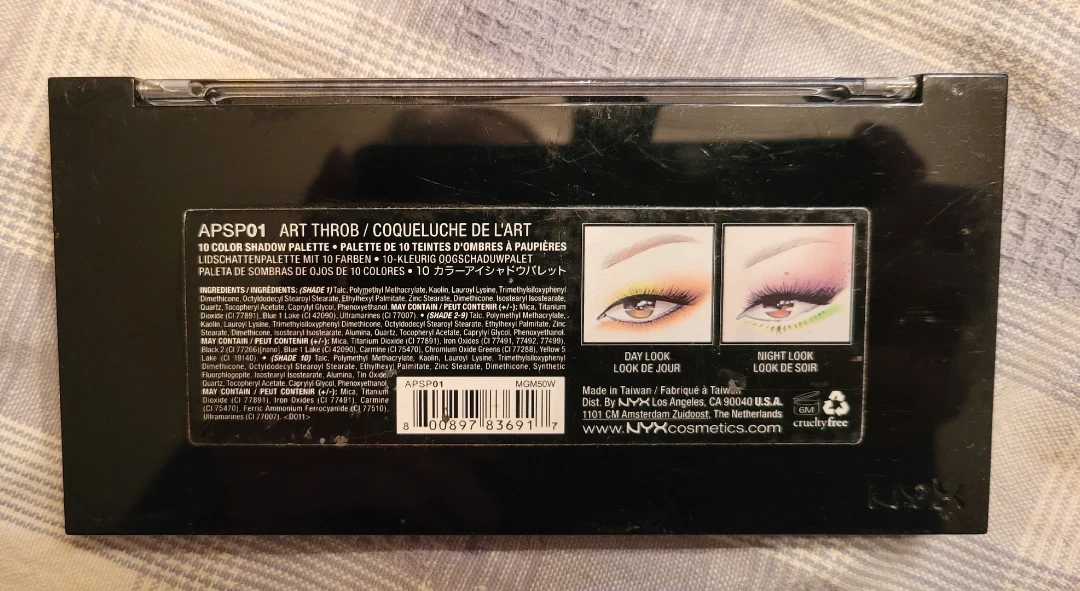 APSP01 ART THROB / COQUELUCHE DE L'ART
10 COLOR SHADOW PALETTE • PALETTE DE 10 TEINTES D'OMBRES À PAUPIÈRES
LIDSCHATTENPALETTE MIT 10 FARBEN • 10-KLEURIG OOGSCHADUWPALET
PALETA DE SOMBRAS DE OJOS DE 10 COLORES • 10 カラーアイシャドウパレット
INGREDIENTS / INGRÉDIENTS: (SHADE 1) Talc, Polymethyl Methacrylate, Kaolin, Lauroyl Lysine, Trimethylsiloxyphenyl
Dimethicone, Octyldodecyl Stearoyl Stearate, Ethylhexyl Palmitate, Zinc Stearate, Dimethicone, Isostearyl Isostearate,
Quartz, Tocopheryl Acetate, Caprylyl Glycol, Phenoxyethanol. MAY CONTAIN / PEUT CONTENIR (+/-): Mica, Titanium
Dioxide (CI 77891), Blue 1 Lake (CI 42090), Ultramarines (CI 77007). • (SHADE 2-9) Talc, Polymethyl Methacrylate,
Kaolin, Lauroyl Lysine, Trimethylsiloxyphenyl Dimethicone, Octyldodecyl Stearoyl Stearate, Ethylhexyl Palmitate, Zinc
Stearate, Dimethicone, Isostearyl Isostearate, Alumina, Quartz, Tocopheryl Acetate, Caprylyl Glycol, Phenoxyethanol.
MAY CONTAIN / PEUT CONTENIR (+/-): Mica, Titanium Dioxide (CI 77891), Iron Oxides (CI 77491, 77492, 77499),
Black 2 (CI 77266)[nano], Blue 1 Lake (CI 42090), Carmine (CI 75470), Chromium Oxide Greens (CI 77288), Yellow 5
Lake (CI 19140). • (SHADE 10) Talc, Polymethyl Methacrylate, Kaolin, Lauroyl Lysine, Trimethylsiloxyphenyl
Dimethicone, Octyldodecyl Stearoyl Stearate, Ethylhexyl Palmitate, Zinc Stearate, Dimethicone, Synthetic
Fluorphlogopite, Isostearyl Isostearate, Alumina, Tin Oxide,
Quartz, Tocopheryl Acetate, Caprylyl Glycol, Phenoxyethanol.
MAY CONTAIN / PEUT CONTENIR (+/-): Mica, Titanium
Dioxide (CI 77891), Iron Oxides (CI 77491), Carmine
(CI 75470), Ferric Ammonium Ferrocyanide (CI 77510),
Ultramarines (CI 77007). <D011>
APSP01 MGM50W
8 00897 83691 7
DAY LOOK
LOOK DE JOUR
NIGHT LOOK
LOOK DE SOIR
Made in Taiwan / Fabriqué à
Dist. By NYX Los Angeles, CA 90040 U.S.A.
1101 CM Amsterdam Zuidoost, The Netherlands
www.NYXcosmetics.com
6M
crueltyfree